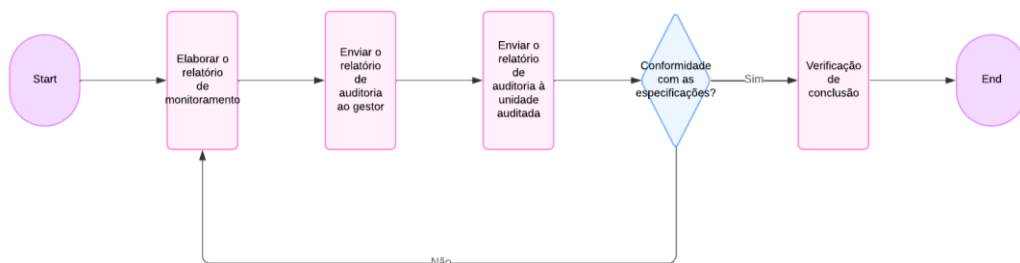 Start
Elaborar o
relatório
de
monitoramento
Enviar o
relatório
de
auditoria
ao gestor
Enviar o
relatório
de
auditoria à
unidade
auditada
Conformidade
com as
especificações?
Sim
Verificação
de
conclusão
End
Não